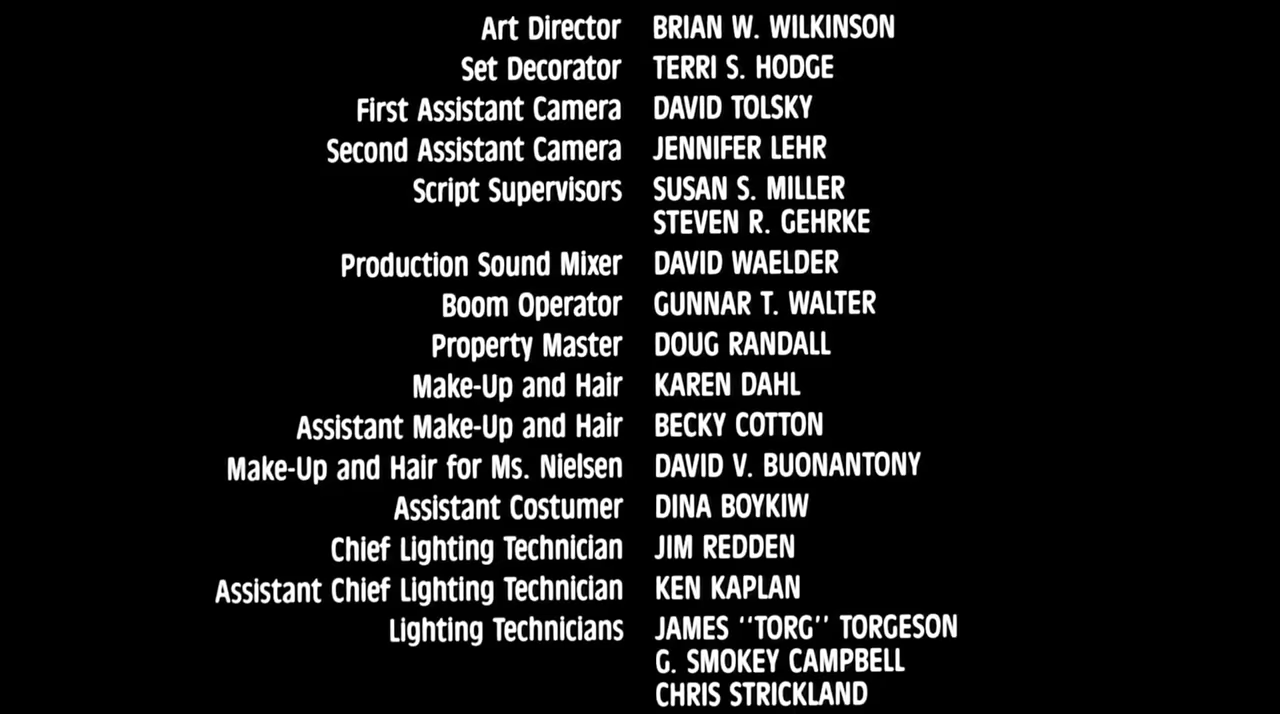 Art Director BRIAN W. WILKINSON
Set Decorator TERRI S. HODGE
First Assistant Camera DAVID TOLSKY
Second Assistant Camera JENNIFER LEHR
Script Supervisors SUSAN S. MILLER
STEVEN R. GEHRKE
Production Sound Mixer DAVID WAELDER
Boom Operator GUNNAR T. WALTER
Property Master DOUG RANDALL
Make-Up and Hair KAREN DAHL
Assistant Make-Up and Hair BECKY COTTON
Make-Up and Hair for Ms. Nielsen DAVID V. BUONANTONY
Assistant Costumer DINA BOYKIW
Chief Lighting Technician JIM REDDEN
Assistant Chief Lighting Technician KEN KAPLAN
Lighting Technicians JAMES ''TORG'' TORGESON
G. SMOKEY CAMPBELL
CHRIS STRICKLAND